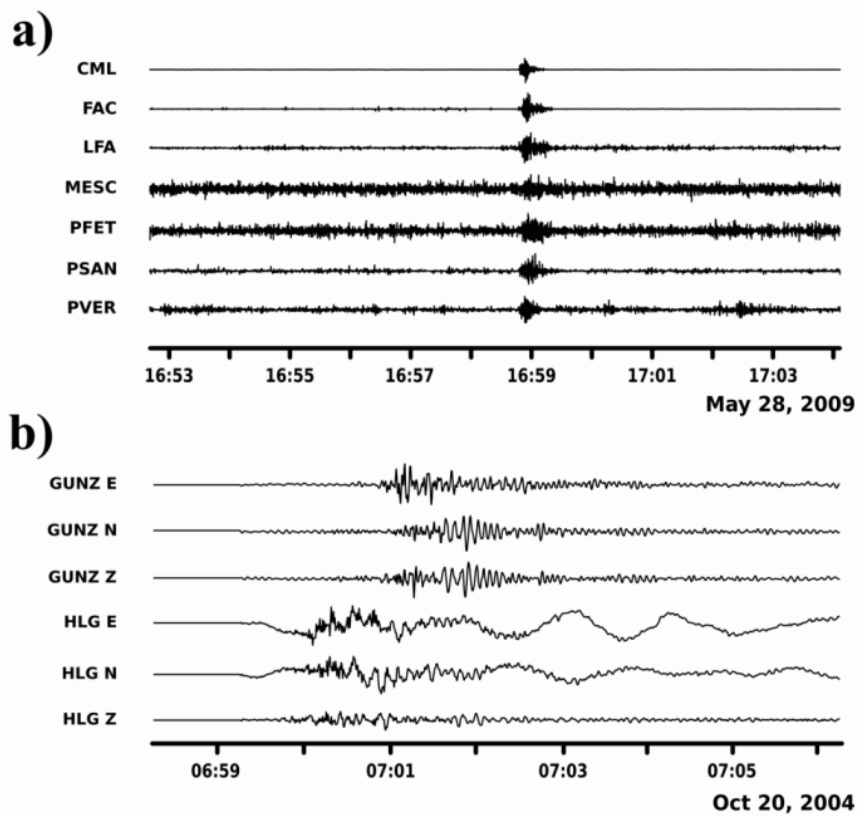 a)
CML
FAC
LFA
MESC
PFET
PSAN
PVER
16:53 16:55 16:57 16:59 17:01 17:03
May 28, 2009
b)
GUNZ E
GUNZ N
GUNZ Z
HLG E
HLG N
HLG Z
06:59 07:01 07:03 07:05
Oct 20, 2004